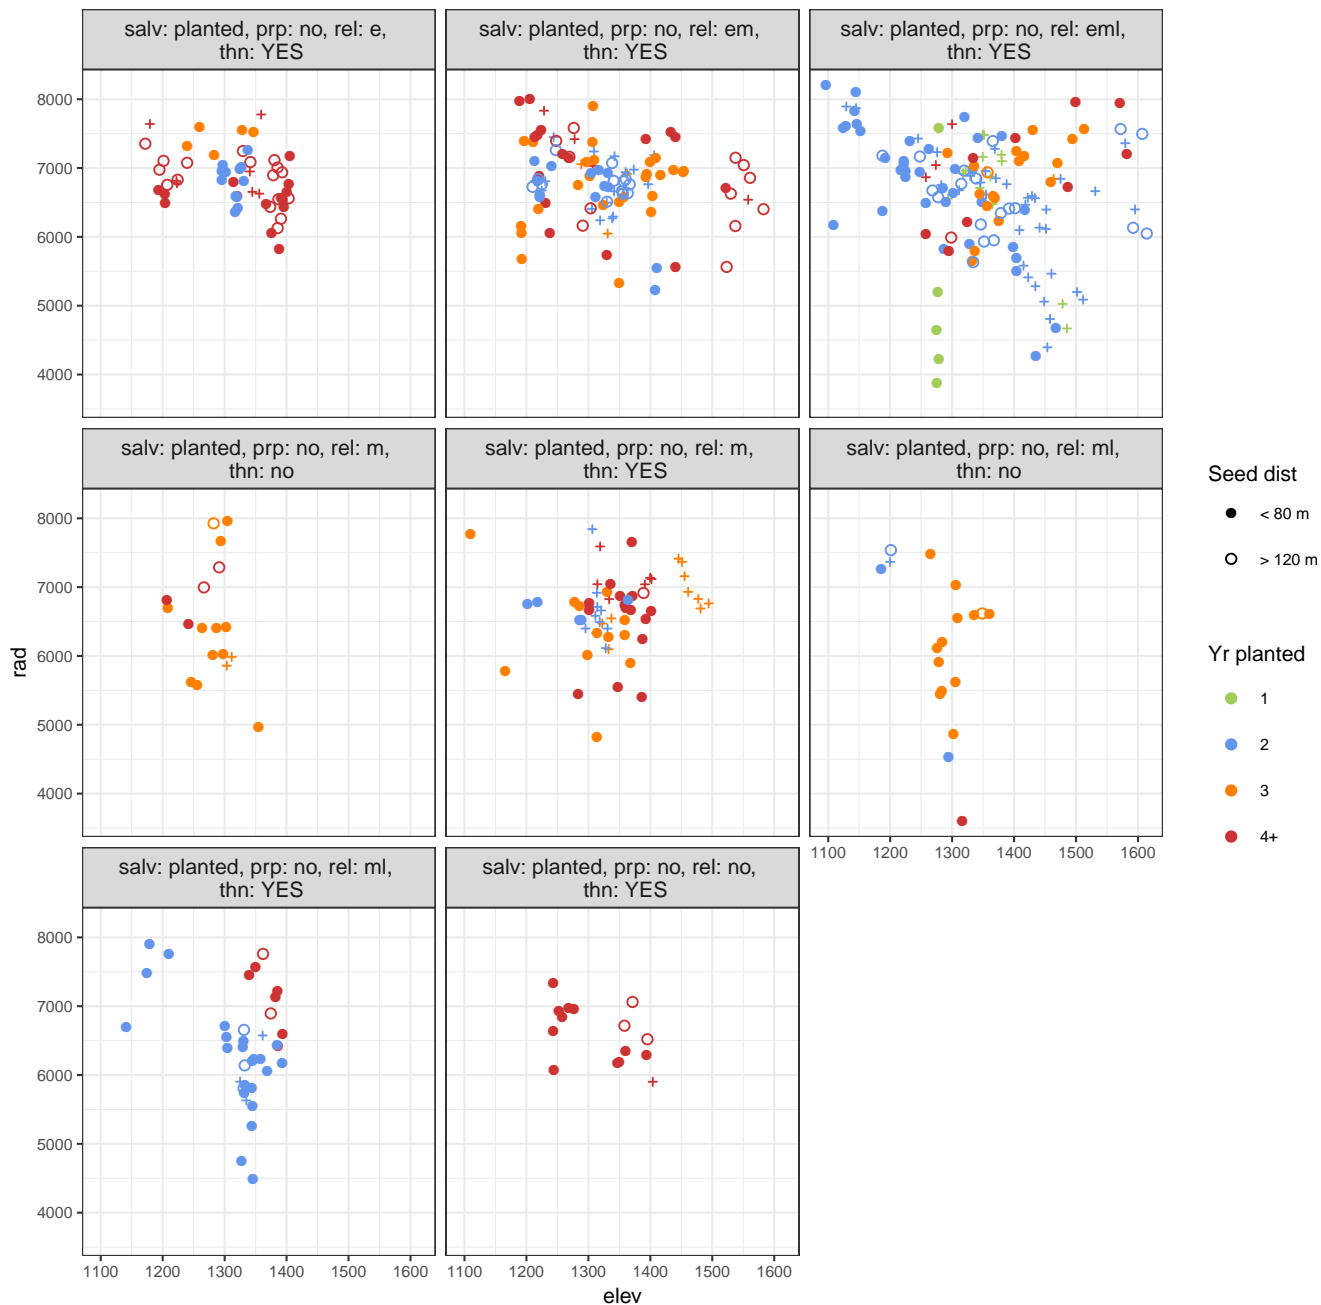 salv: planted, prp: no, rel: e,
thn: YES
salv: planted, prp: no, rel: em,
thn: YES
salv: planted, prp: no, rel: eml,
thn: YES
8000
7000
6000
5000
4000
salv: planted, prp: no, rel: m,
thn: no
salv: planted, prp: no, rel: m,
thn: YES
salv: planted, prp: no, rel: ml,
thn: no
8000
7000
6000
5000
4000
1100 1200 1300 1400 1500 1600
salv: planted, prp: no, rel: ml,
thn: YES
salv: planted, prp: no, rel: no,
thn: YES
8000
7000
6000
5000
4000
1100 1200 1300 1400 1500 1600
1100 1200 1300 1400 1500 1600
elev
rad
Seed dist
< 80 m
> 120 m
Yr planted
1
2
3
4+